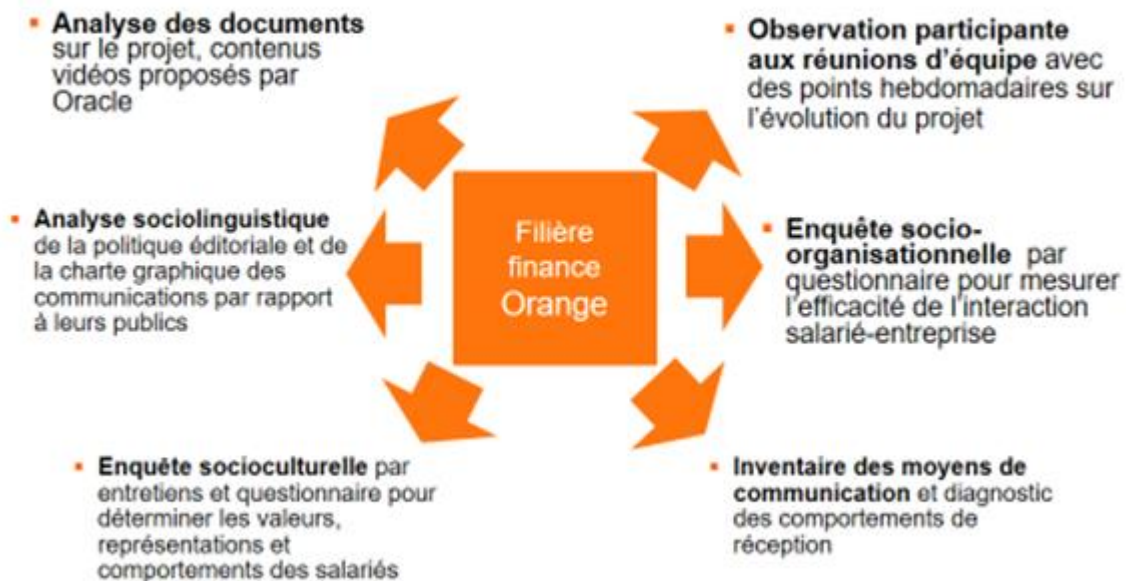 ▪ Analyse des documents
sur le projet, contenus
vidéos proposés par
Oracle
▪ Observation participante
aux réunions d'équipe avec
des points hebdomadaires sur
l'évolution du projet
▪ Analyse sociolinguistique
de la politique éditoriale et de
la charte graphique des
communications par rapport
à leurs publics
Filière
finance
Orange
▪ Enquête socio-
organisationnelle par
questionnaire pour mesurer
l'efficacité de l'interaction
salarié-entreprise
▪ Enquête socioculturelle par
entretiens et questionnaire pour
déterminer les valeurs,
représentations et
comportements des salariés
▪ Inventaire des moyens de
communication et diagnostic
des comportements de
réception